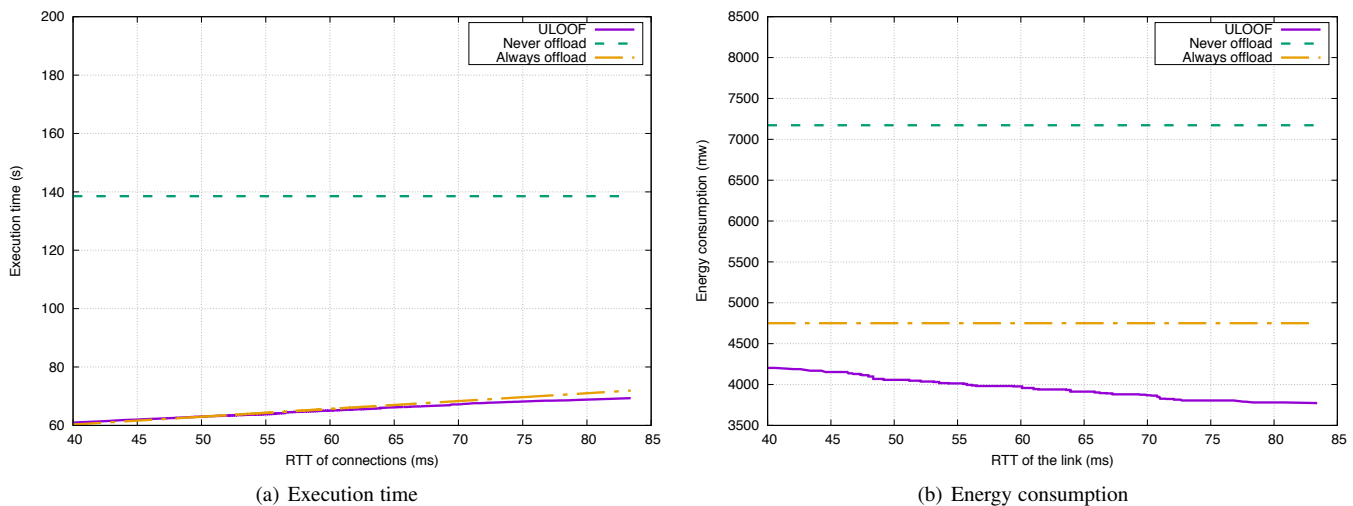 200
180
160
140
120
100
80
60
Execution time (s)
40 45 50 55 60 65 70 75 80 85
RTT of connections (ms)
ULOOF
Never offload
Always offload
(a) Execution time
8500
8000
7500
7000
6500
6000
5500
5000
4500
4000
3500
Energy consumption (mw)
40 45 50 55 60 65 70 75 80 85
RTT of the link (ms)
ULOOF
Never offload
Always offload
(b) Energy consumption